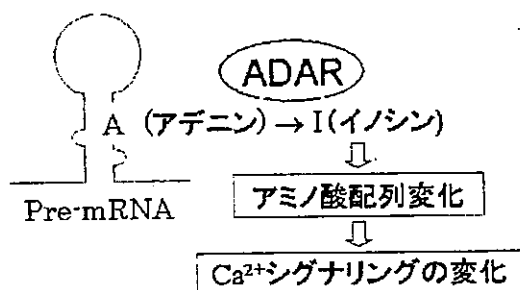 ADAR
A (アデニン) → I(イノシン)
Pre-mRNA
アミノ酸配列変化
Ca²⁺シグナリングの変化